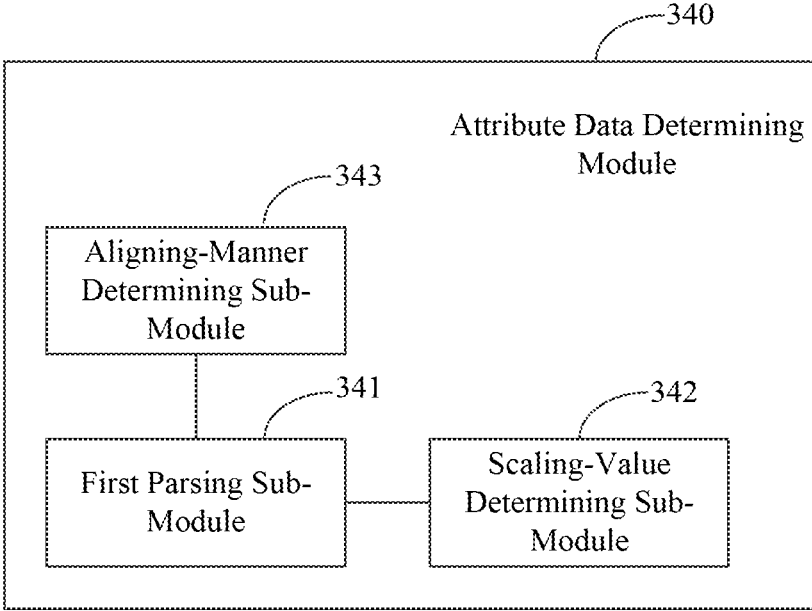 340
Attribute Data Determining
Module
343
Aligning-Manner
Determining Sub-
Module
341
First Parsing Sub-
Module
342
Scaling-Value
Determining Sub-
Module